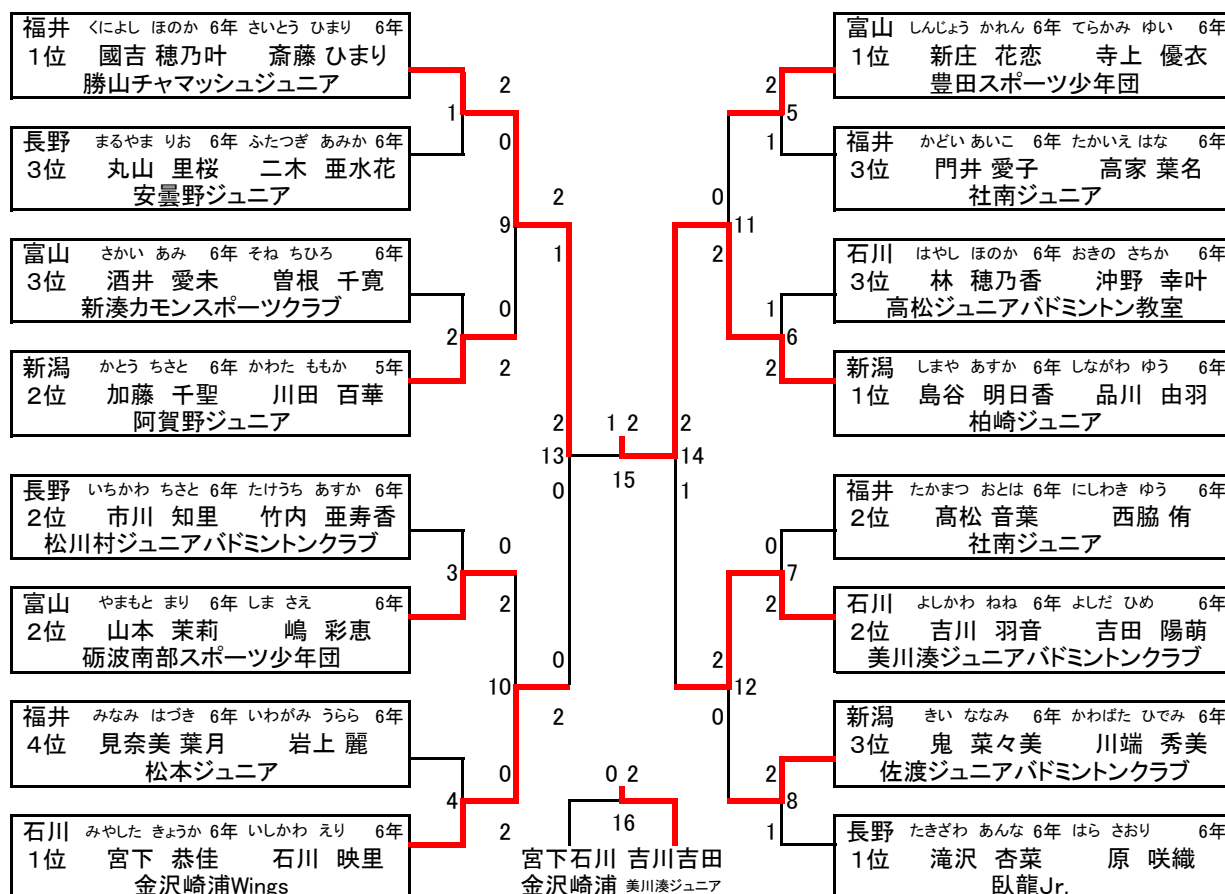 福井 くによし ほのか 6年 さいとう ひまり 6年
1位 國吉 穂乃叶 斎藤 ひまり
勝山チャマッシュジュニア
長野 まるやま りお 6年 ふたつぎ あみか 6年
3位 丸山 里桜 二木 亜水花
安曇野ジュニア
富山 さかい あみ 6年 そね ちひろ 6年
3位 酒井 愛未 曽根 千寛
新湊カモンスポーツクラブ
新潟 かとう ちさと 6年 かわた ももか 5年
2位 加藤 千聖 川田 百華
阿賀野ジュニア
長野 いちかわ ちさと 6年 たけうち あすか 6年
2位 市川 知里 竹内 亜寿香
松川村ジュニアバドミントンクラブ
富山 やまもと まり 6年 しま さえ 6年
2位 山本 茉莉 嶋 彩恵
砺波南部スポーツ少年団
福井 みなみ はづき 6年 いわがみ うらら 6年
4位 見奈美 葉月 岩上 麗
松本ジュニア
石川 みやした きょうか 6年 いしかわ えり 6年
1位 宮下 恭佳 石川 映里
金沢崎浦Wings
2
1
0
2
9
1
0
2
2
0
3
2
0
10
2
0
4
2
2
13
0
1 2
15
2
14
1
0 2
16
宮下石川 吉川吉田
金沢崎浦 美川湊ジュニア
2
5
1
0
11
2
1
6
2
0
7
2
2
12
0
2
8
1
富山 しんじょう かれん 6年 てらかみ ゆい 6年
1位 新庄 花恋 寺上 優衣
豊田スポーツ少年団
福井 かどい あいこ 6年 たかいえ はな 6年
3位 門井 愛子 高家 葉名
社南ジュニア
石川 はやし ほのか 6年 おきの さちか 6年
3位 林 穂乃香 沖野 幸叶
高松ジュニアバドミントン教室
新潟 しまや あすか 6年 しながわ ゆう 6年
1位 島谷 明日香 品川 由羽
柏崎ジュニア
福井 たかまつ おとは 6年 にしわき ゆう 6年
2位 髙松 音葉 西脇 侑
社南ジュニア
石川 よしかわ ねね 6年 よしだ ひめ 6年
2位 吉川 羽音 吉田 陽萌
美川湊ジュニアバドミントンクラブ
新潟 きい ななみ 6年 かわばた ひでみ 6年
3位 鬼 菜々美 川端 秀美
佐渡ジュニアバドミントンクラブ
長野 たきざわ あんな 6年 はら さおり 6年
1位 滝沢 杏菜 原 咲織
臥龍Jr.